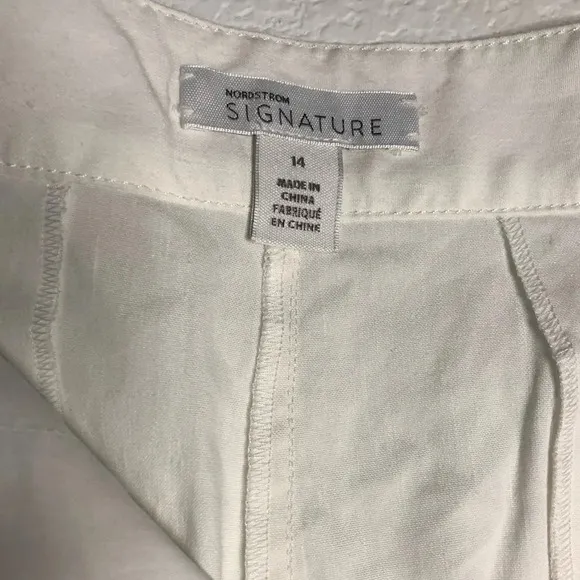 NORDSTROM
SIGNATURE
14
MADE IN
CHINA
FABRIQUÉ
EN CHINE